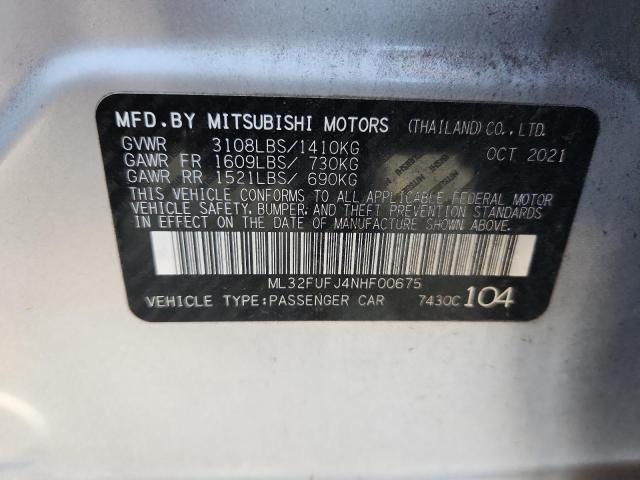 MFD.BY MITSUBISHI MOTORS (THAILAND)CO.,LTD.
GVWR 3108LBS/1410KG OCT 2021
GAWR FR 1609LBS/ 730KG
GAWR RR 1521LBS/ 690KG
THIS VEHICLE CONFORMS TO ALL APPLICABLE FEDERAL MOTOR
VEHICLE SAFETY, BUMPER, AND THEFT PREVENTION STANDARDS
IN EFFECT ON THE DATE OF MANUFACTURE SHOWN ABOVE.
ML32FUFJ4NHF00675
VEHICLE TYPE:PASSENGER CAR 7430C 104